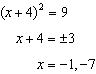 (x + 4)² = 9
x + 4 = ±3
x = −1, −7